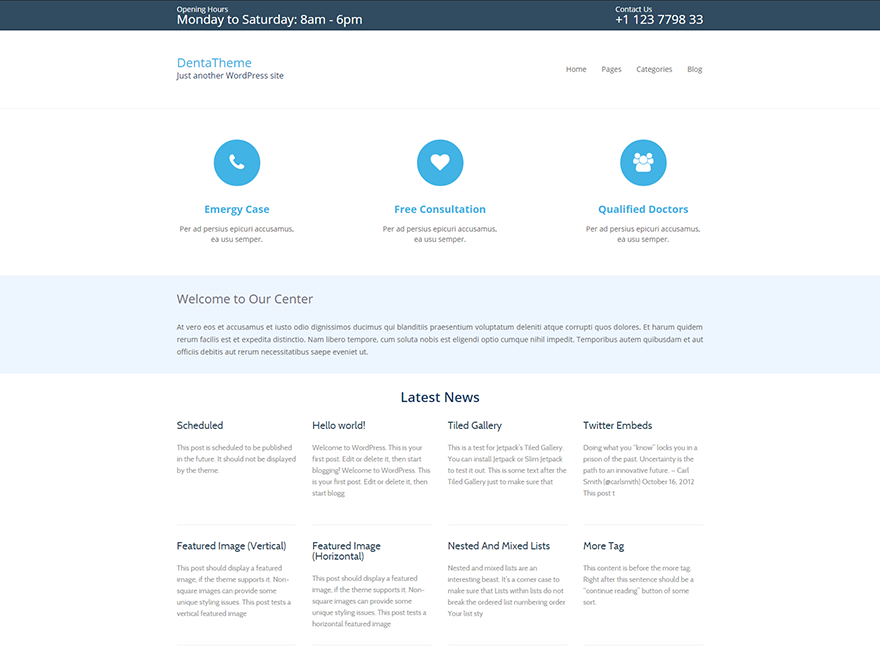 Opening Hours
Monday to Saturday: 8am - 6pm
Contact Us
+1 123 7798 33
DentaTheme
Just another WordPress site
Home Pages Categories Blog
Emergy Case
Per ad persius epicuri accusamus,
ea usu semper.
Free Consultation
Per ad persius epicuri accusamus,
ea usu semper.
Qualified Doctors
Per ad persius epicuri accusamus,
ea usu semper.
Welcome to Our Center
At vero eos et accusamus et iusto odio dignissimos ducimus qui blanditiis praesentium voluptatum deleniti atque corrupti quos dolores. Et harum quidem
rerum facilis est et expedita distinctio. Nam libero tempore, cum soluta nobis est eligendi optio cumque nihil impedit. Temporibus autem quibusdam et aut
officiis debitis aut rerum necessitatibus saepe eveniet ut.
Latest News
Scheduled
This post is scheduled to be published
in the future. It should not be displayed
by the theme.
Hello world!
Welcome to WordPress. This is your
first post. Edit or delete it, then start
blogging! Welcome to WordPress. This
is your first post. Edit or delete it, then
start blogg
Tiled Gallery
This is a test for Jetpack's Tiled Gallery.
You can install Jetpack or Slim Jetpack
to test it out. This is some text after the
Tiled Gallery just to make sure that
Twitter Embeds
Doing what you “know” locks you in a
prison of the past. Uncertainty is the
path to an innovative future. – Carl
Smith (@carlsmith) October 16, 2012
This post t
Featured Image (Vertical)
This post should display a featured
image, if the theme supports it. Non-
square images can provide some
unique styling issues. This post tests a
vertical featured image
Featured Image
(Horizontal)
This post should display a featured
image, if the theme supports it. Non-
square images can provide some
unique styling issues. This post tests a
horizontal featured image
Nested And Mixed Lists
Nested and mixed lists are an
interesting beast. It's a corner case to
make sure that Lists within lists do not
break the ordered list numbering order
Your list sty
More Tag
This content is before the more tag.
Right after this sentence should be a
“continue reading” button of some
sort.